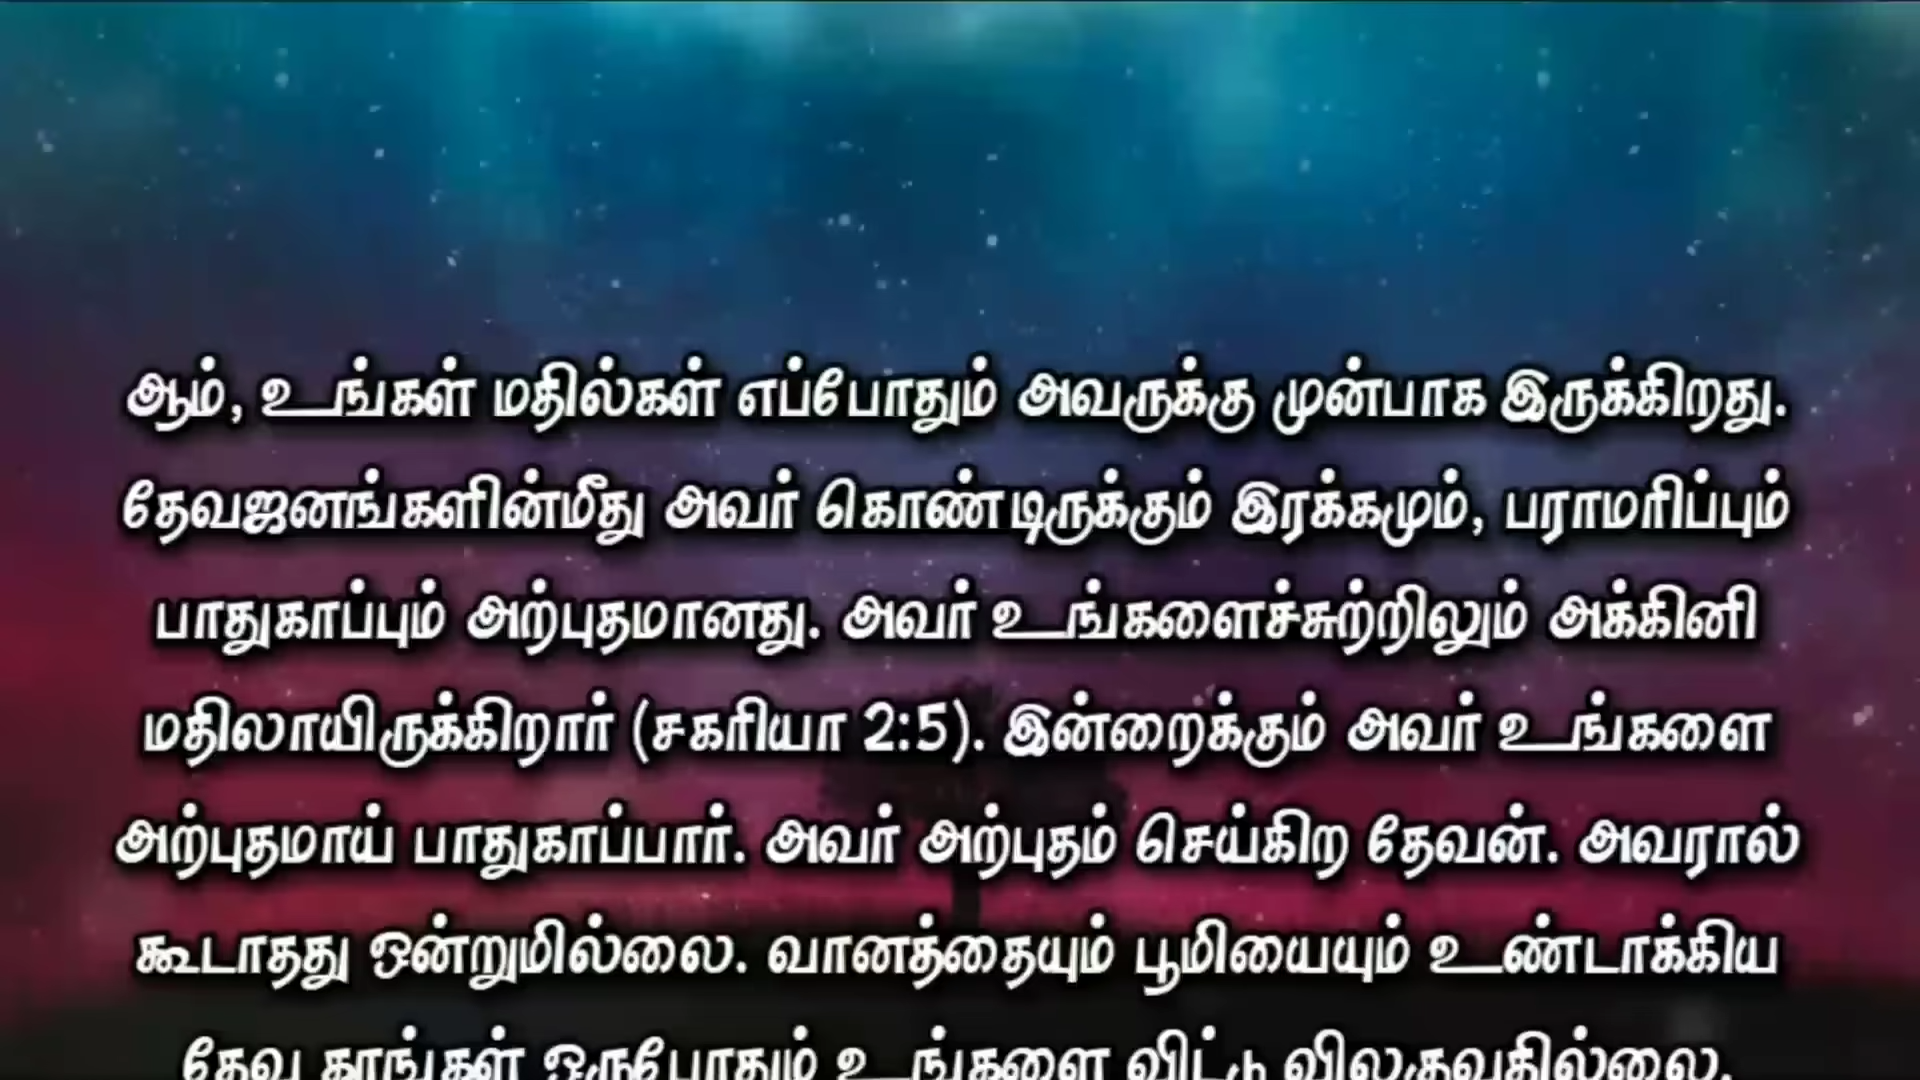 ஆம், உங்கள் மதில்கள் எப்போதும் அவருக்கு முன்பாக இருக்கிறது.
தேவஜனங்களின்மீது அவர் கொண்டிருக்கும் இரக்கமும், பராமரிப்பும்
பாதுகாப்பும் அற்புதமானது. அவர் உங்களைச்சுற்றிலும் அக்கினி
மதிலாயிருக்கிறார் (சகரியா 2:5). இன்றைக்கும் அவர் உங்களை
அற்புதமாய் பாதுகாப்பார். அவர் அற்புதம் செய்கிற தேவன். அவரால்
கூடாதது ஒன்றுமில்லை. வானத்தையும் பூமியையும் உண்டாக்கிய
தேவ கரங்கள் ஒருபோதும் உங்களை விட்டு விலகுவதில்லை.